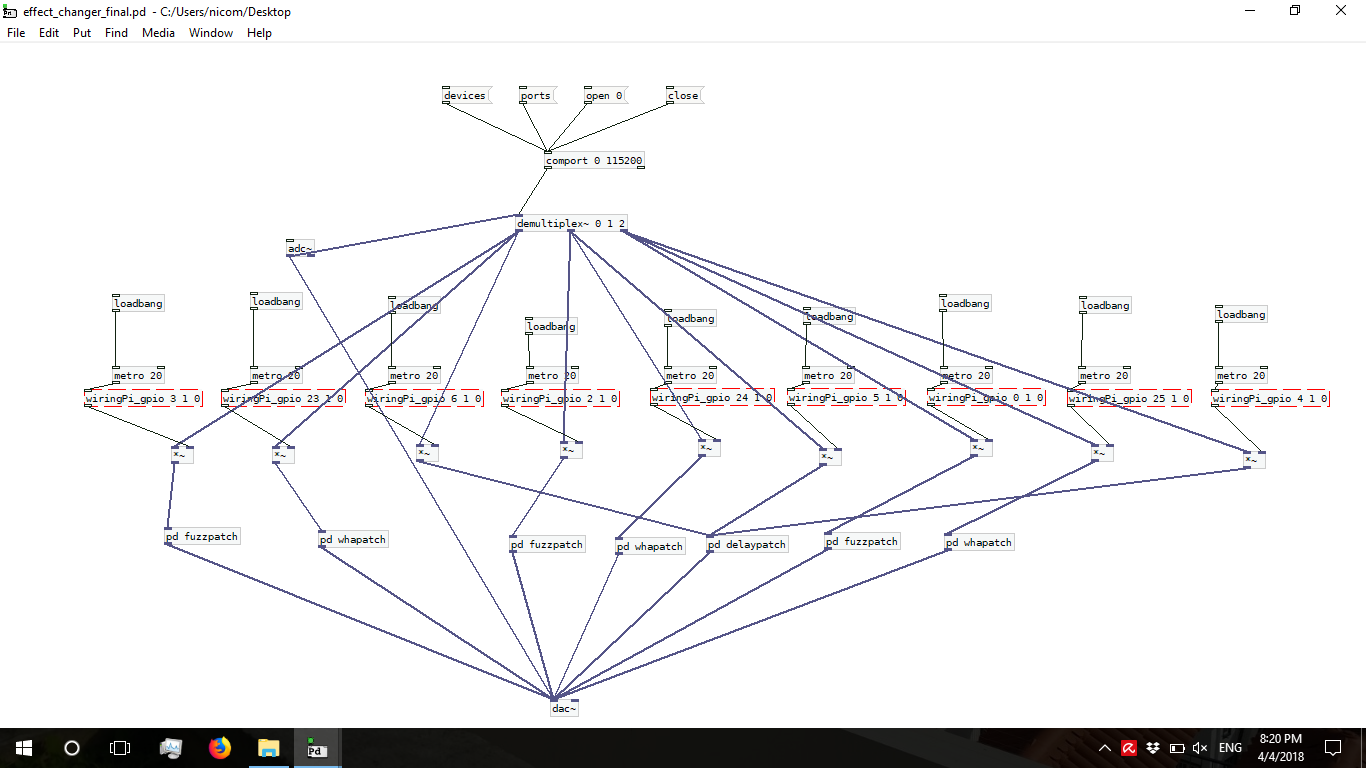 effect_changer_final.pd - C:/Users/nicom/Desktop
File Edit Put Find Media Window Help
devices ports open 0 close
comport 0 115200
demultiplex~ 0 1 2
adc~
loadbang loadbang loadbang loadbang loadbang loadbang loadbang loadbang loadbang
metro 20 metro 20 metro 20 metro 20 metro 20 metro 20 metro 20 metro 20 metro 20
wiringPi_gpio 3 1 0 wiringPi_gpio 23 1 0 wiringPi_gpio 6 1 0 wiringPi_gpio 2 1 0 wiringPi_gpio 24 1 0 wiringPi_gpio 5 1 0 wiringPi_gpio 0 1 0 wiringPi_gpio 25 1 0 wiringPi_gpio 4 1 0
*~ *~ *~ *~ *~ *~ *~ *~ *~
pd fuzzpatch pd whapatch pd fuzzpatch pd whapatch pd delaypatch pd fuzzpatch pd whapatch
dac~
Pd
ENG
8:20 PM
4/4/2018